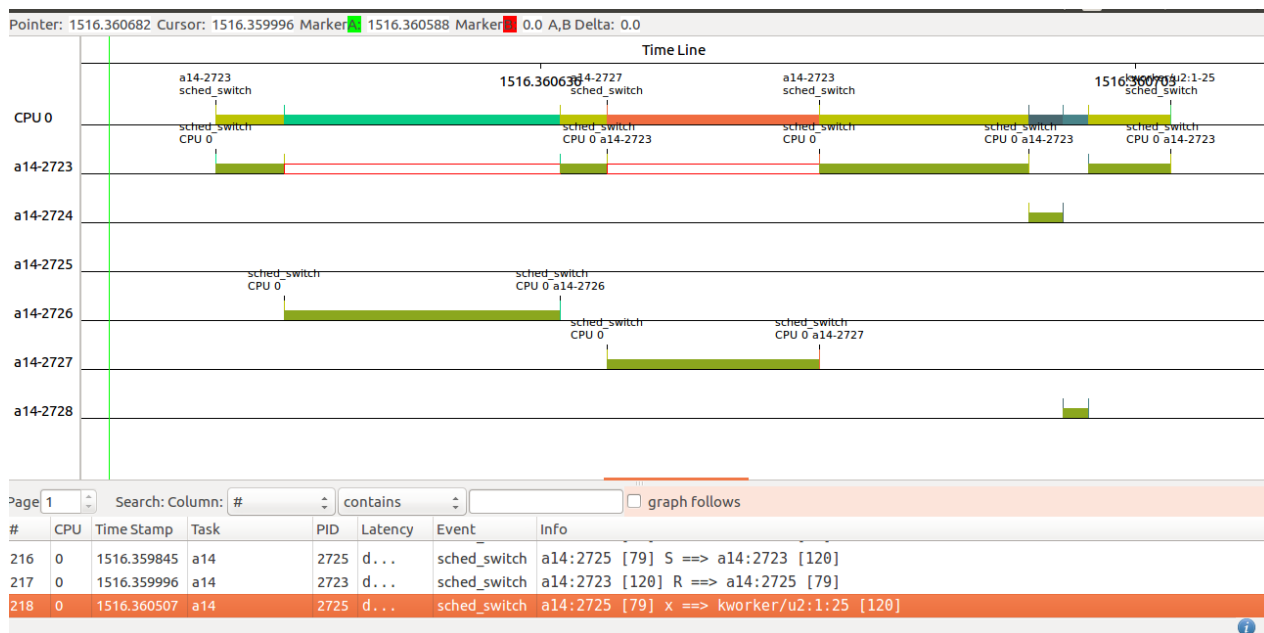 Pointer: 1516.360682 Cursor: 1516.359996 MarkerA: 1516.360588 MarkerB: 0.0 A,B Delta: 0.0
Time Line
1516.360636
1516.360703
a14-2723 a14-2727 a14-2723 kworker/u2:1-25
sched_switch sched_switch sched_switch sched_switch
CPU 0
sched_switch sched_switch sched_switch sched_switch sched_switch
CPU 0 CPU 0 a14-2723 CPU 0 CPU 0 a14-2723 CPU 0 a14-2723
a14-2723
a14-2724
a14-2725
sched_switch sched_switch
CPU 0 CPU 0 a14-2726
a14-2726
sched_switch sched_switch
CPU 0 CPU 0 a14-2727
a14-2727
a14-2728
Page 1 Search: Column: # contains graph follows
# CPU Time Stamp Task PID Latency Event Info
216 0 1516.359845 a14 2725 d... sched_switch a14:2725 [79] S ==> a14:2723 [120]
217 0 1516.359996 a14 2723 d... sched_switch a14:2723 [120] R ==> a14:2725 [79]
218 0 1516.360507 a14 2725 d... sched_switch a14:2725 [79] x ==> kworker/u2:1:25 [120]